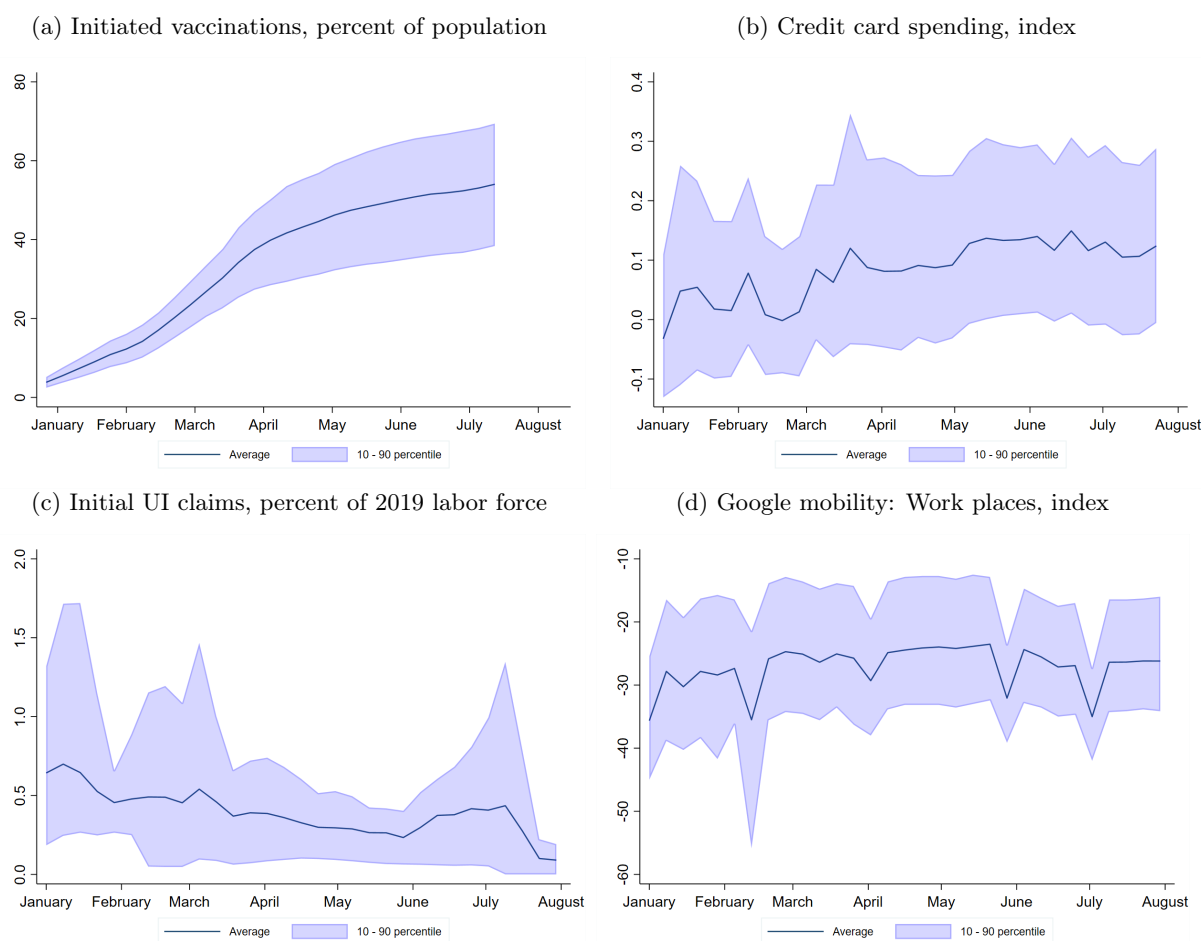 (a) Initiated vaccinations, percent of population
80
60
40
20
0
January February March April May June July August
Average 10 - 90 percentile
(b) Credit card spending, index
0.4
0.3
0.2
0.1
0.0
-0.1
January February March April May June July August
Average 10 - 90 percentile
(c) Initial UI claims, percent of 2019 labor force
2.0
1.5
1.0
0.5
0.0
January February March April May June July August
Average 10 - 90 percentile
(d) Google mobility: Work places, index
-10
-20
-30
-40
-50
-60
January February March April May June July August
Average 10 - 90 percentile